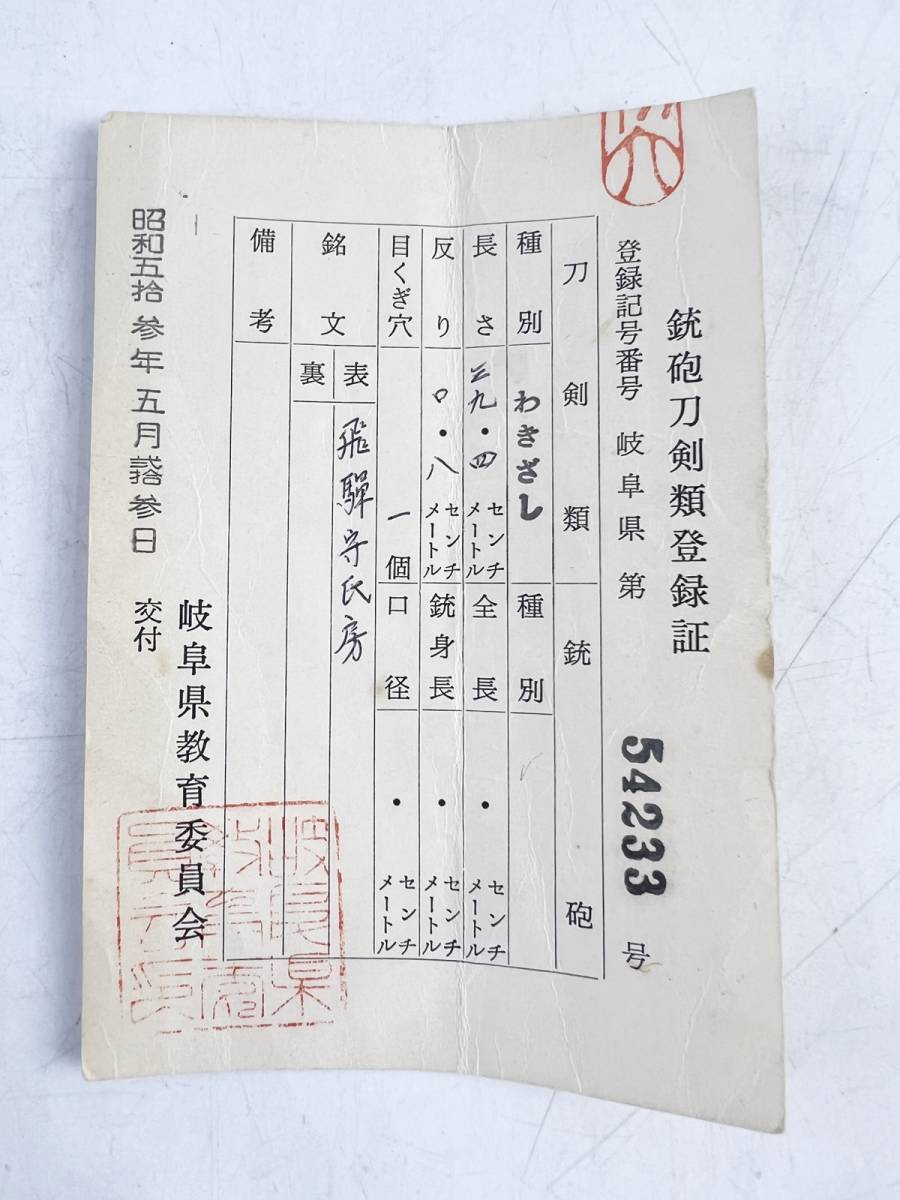 銃砲刀剣類登録証
登録記号番号 岐阜県 第 54233 号
刀剣類 銃砲
種別 わきざし 種別
長さ 三九・四 センチメートル 全長 ・ センチメートル
反り 〇・八 センチメートル 銃身長 ・ センチメートル
目くぎ穴 一個 口径 ・ センチメートル
銘文 表 飛騨守氏房
裏
備考
昭和五拾参年五月弐拾参日 交付
岐阜県教育委員会